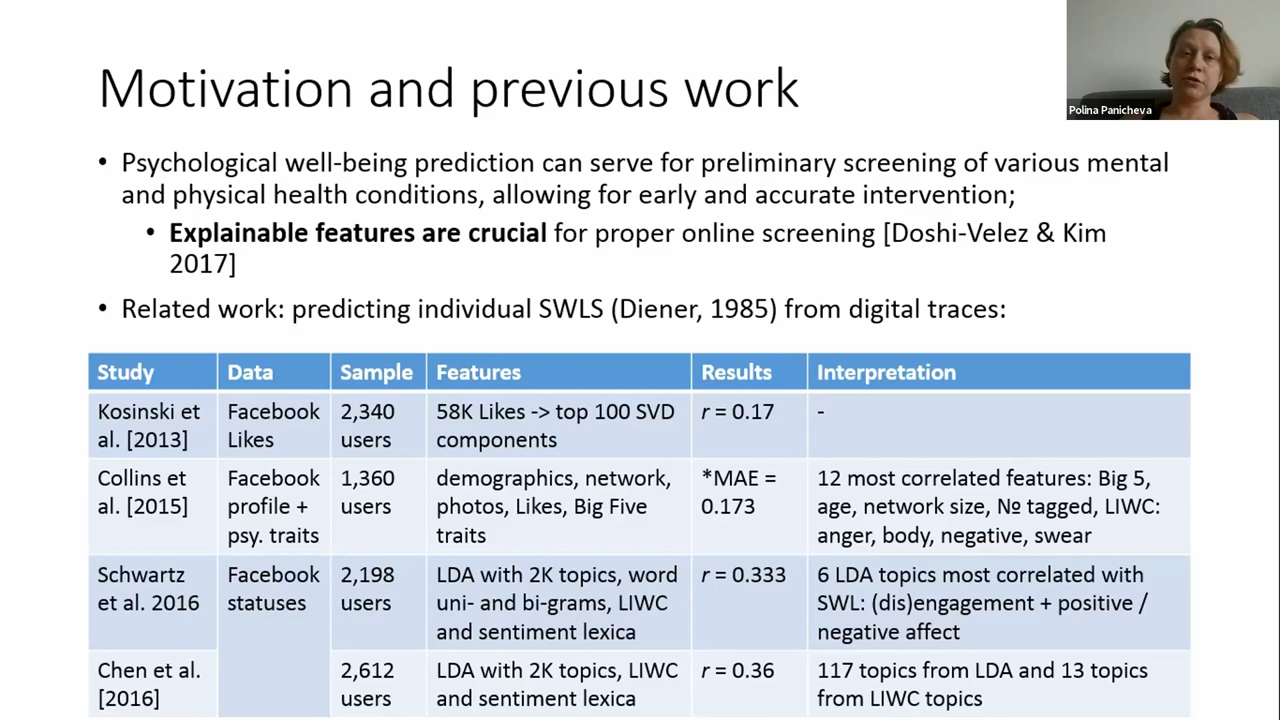 Motivation and previous work
Polina Panicheva
• Psychological well-being prediction can serve for preliminary screening of various mental
and physical health conditions, allowing for early and accurate intervention;
• Explainable features are crucial for proper online screening [Doshi-Velez & Kim
2017]
• Related work: predicting individual SWLS (Diener, 1985) from digital traces:
Study Data Sample Features Results Interpretation
Kosinski et Facebook 2,340 58K Likes -> top 100 SVD r = 0.17 -
al. [2013] Likes users components
Collins et Facebook 1,360 demographics, network, *MAE = 12 most correlated features: Big 5,
al. [2015] profile + users photos, Likes, Big Five 0.173 age, network size, № tagged, LIWC:
psy. traits traits anger, body, negative, swear
Schwartz Facebook 2,198 LDA with 2K topics, word r = 0.333 6 LDA topics most correlated with
et al. 2016 statuses users uni- and bi-grams, LIWC SWL: (dis)engagement + positive /
and sentiment lexica negative affect
Chen et al. 2,612 LDA with 2K topics, LIWC r = 0.36 117 topics from LDA and 13 topics
[2016] users and sentiment lexica from LIWC topics